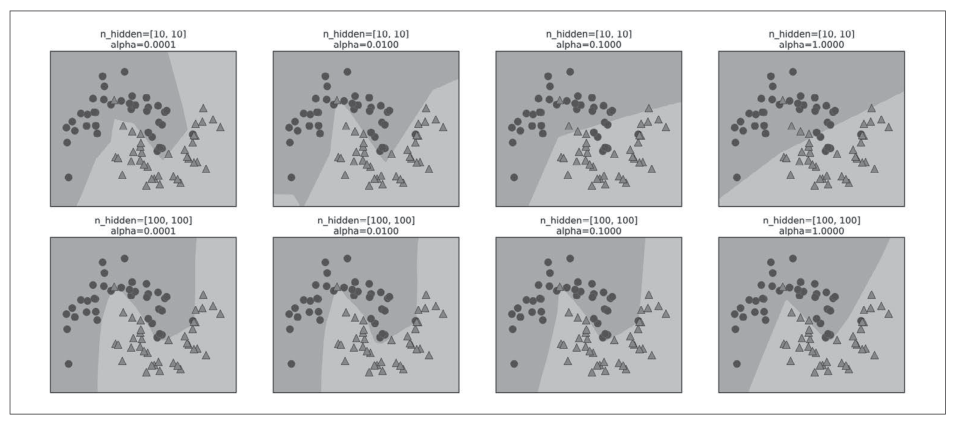 n_hidden=[10, 10]
alpha=0.0001
n_hidden=[10, 10]
alpha=0.0100
n_hidden=[10, 10]
alpha=0.1000
n_hidden=[10, 10]
alpha=1.0000
n_hidden=[100, 100]
alpha=0.0001
n_hidden=[100, 100]
alpha=0.0100
n_hidden=[100, 100]
alpha=0.1000
n_hidden=[100, 100]
alpha=1.0000